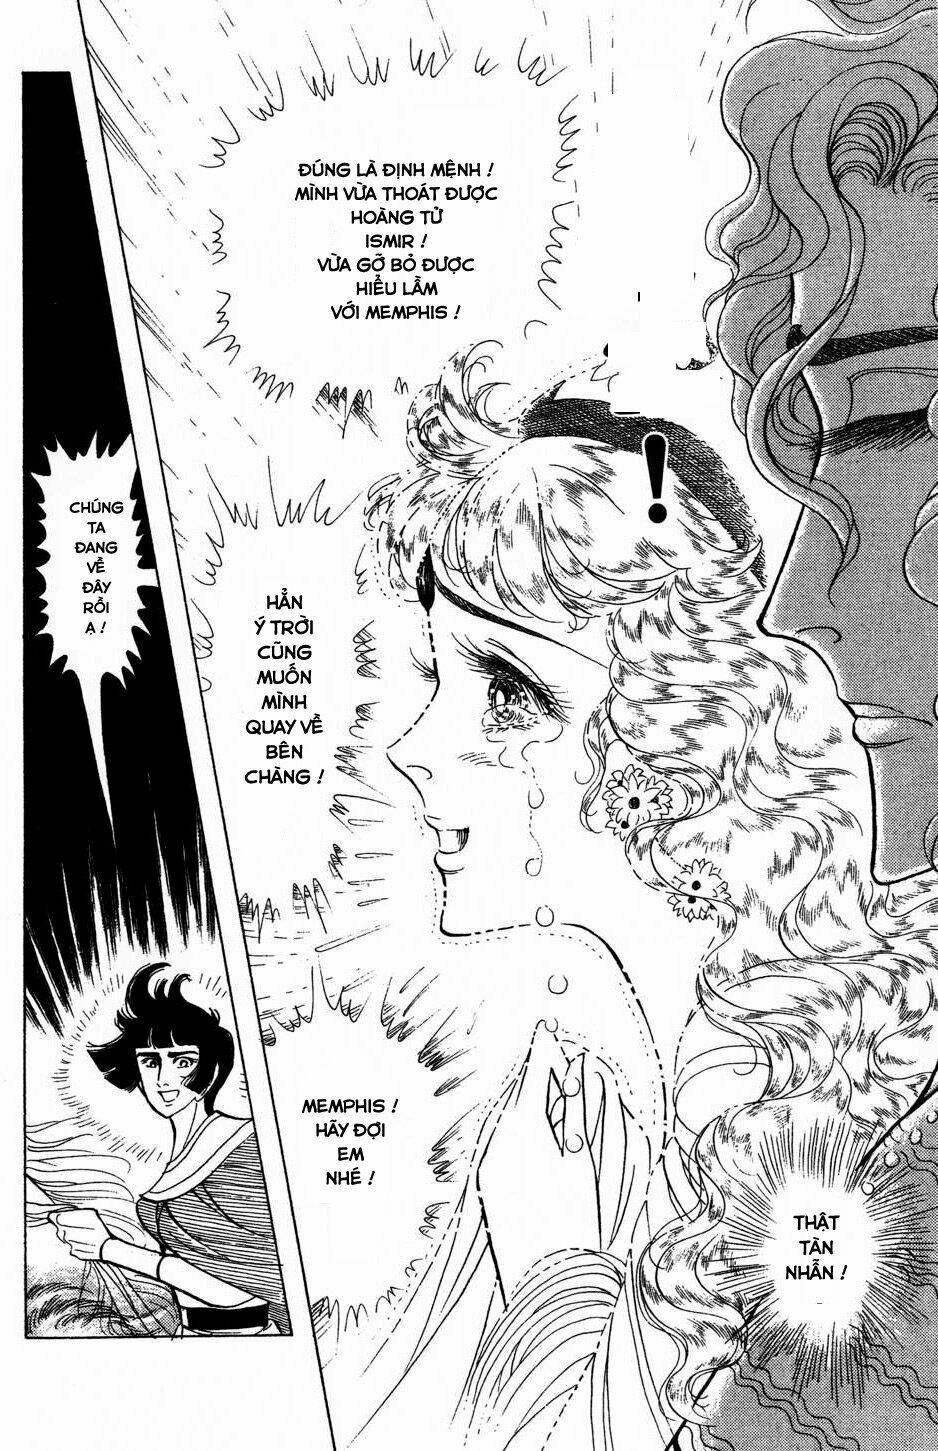 ĐÚNG LÀ ĐỊNH MỆNH !
MÌNH VỪA THOÁT ĐƯỢC
HOÀNG TỬ
ISMIR !
VỪA GỠ BỎ ĐƯỢC
HIỂU LẦM
VỚI MEMPHIS !
!
HẲN
Ý TRỜI
CŨNG
MUỐN
MÌNH
QUAY VỀ
BÊN
CHÀNG !
MEMPHIS !
HÃY ĐỢI
EM
NHÉ !
THẬT
TÀN
NHẪN !
CHÚNG
TA
ĐANG
VỀ
ĐÂY
RỒI
Ạ !